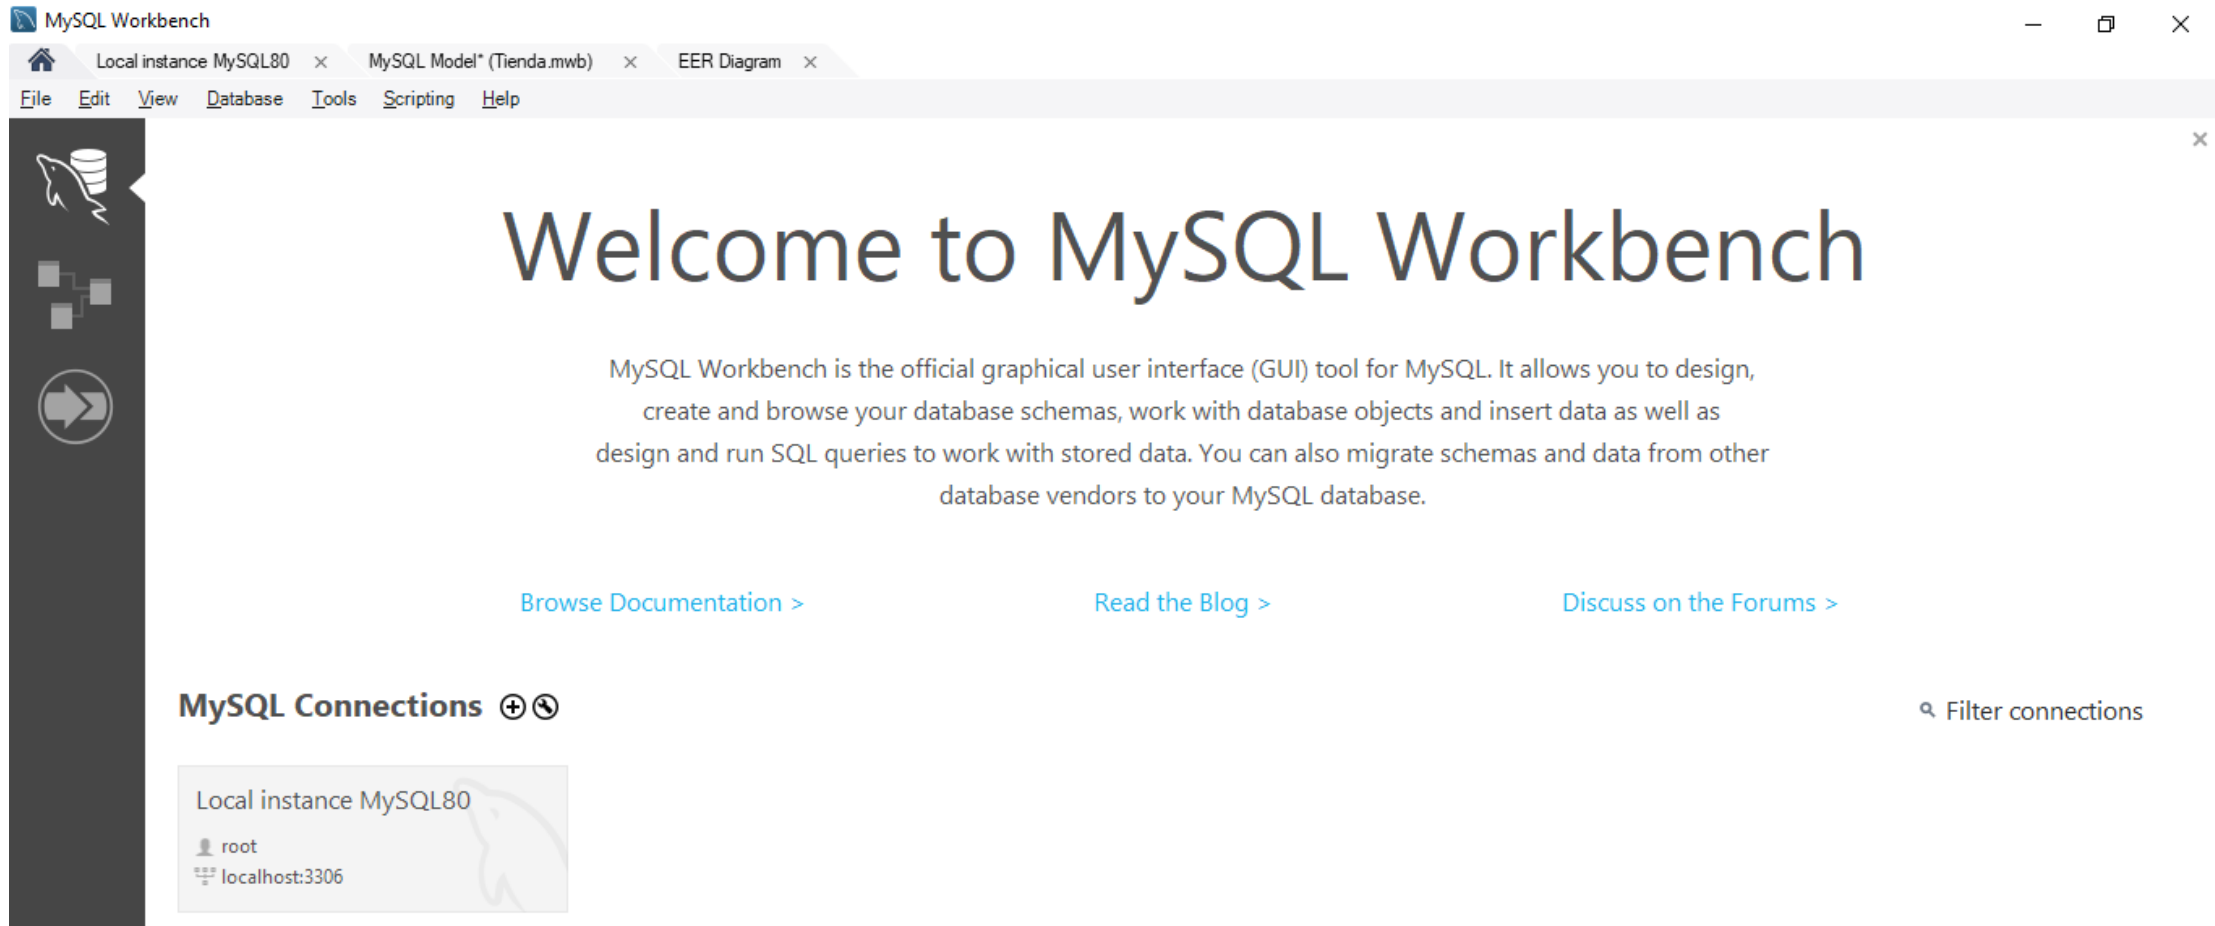 MySQL Workbench
Local instance MySQL80
MySQL Model* (Tienda.mwb)
EER Diagram
File Edit View Database Tools Scripting Help
Welcome to MySQL Workbench
MySQL Workbench is the official graphical user interface (GUI) tool for MySQL. It allows you to design,
create and browse your database schemas, work with database objects and insert data as well as
design and run SQL queries to work with stored data. You can also migrate schemas and data from other
database vendors to your MySQL database.
Browse Documentation >
Read the Blog >
Discuss on the Forums >
MySQL Connections
Filter connections
Local instance MySQL80
root
localhost:3306